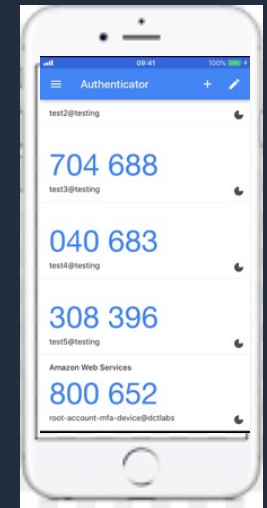 09:41
100%
Authenticator
test2@testing
704 688
test3@testing
040 683
test4@testing
308 396
test5@testing
Amazon Web Services
800 652
root-account-mfa-device@dctlabs